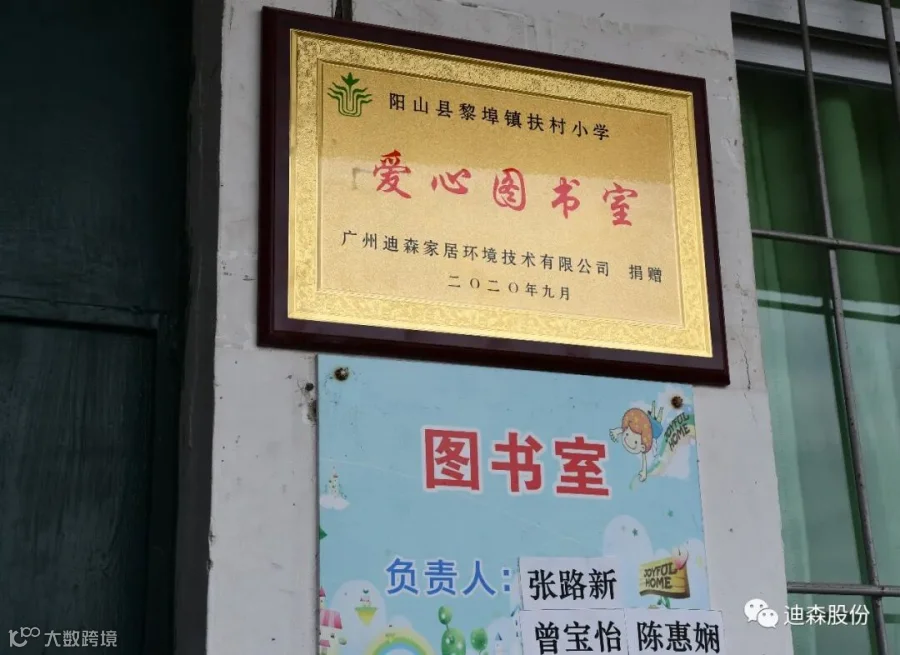 阳山县黎埠镇扶村小学
爱心图书室
广州迪森家居环境技术有限公司 捐赠
二〇二〇年九月
图书室
JOYFUL HOME
负责人：
张路新
JOYFUL
HOME
曾宝怡
陈惠娴
迪森股份
大数跨境